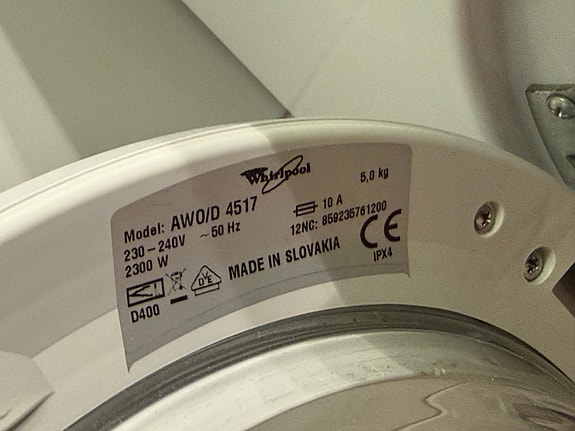 Whirlpool
5,0 kg
Model: AWO/D 4517
230-240V ~50 Hz
10 A
2300 W
12NC: 859235761200
VDE
MADE IN SLOVAKIA
CE
D400
IPX4